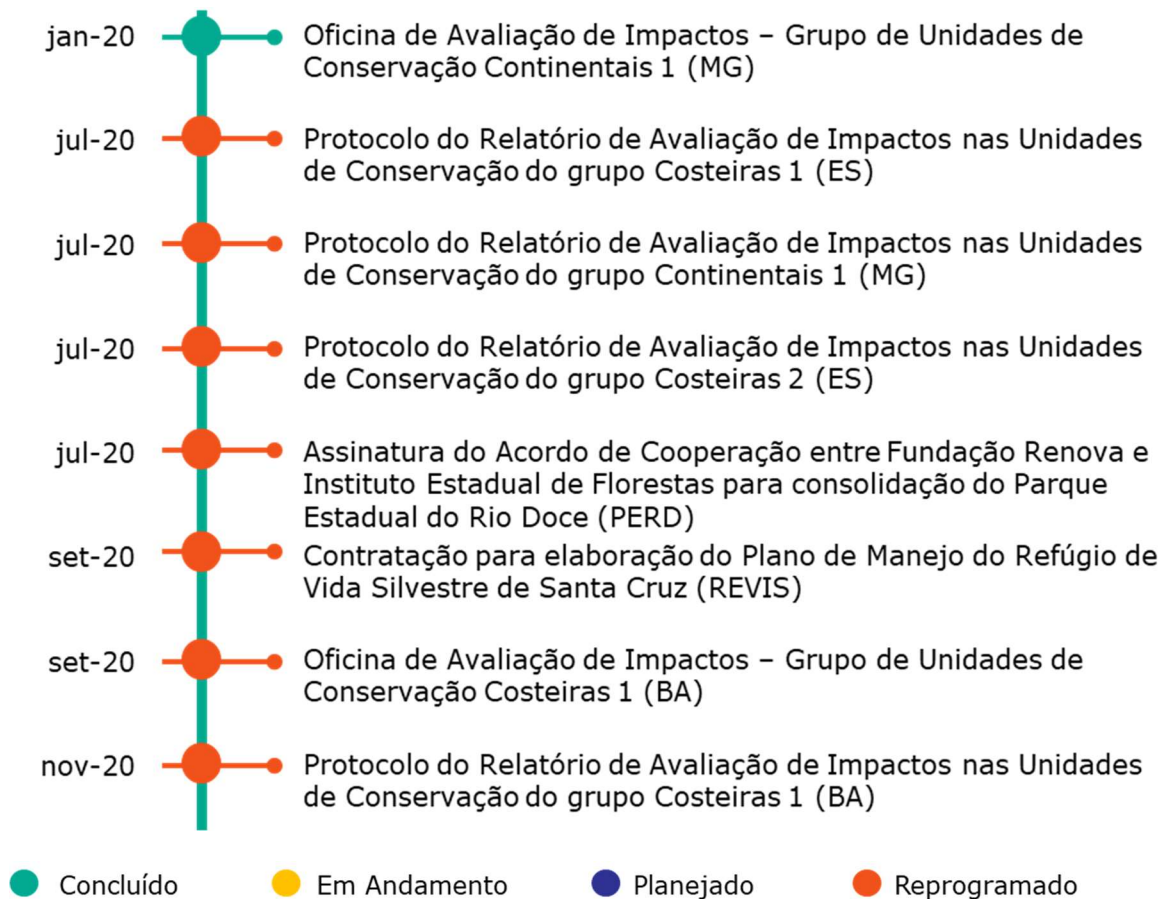 jan-20 Oficina de Avaliação de Impactos – Grupo de Unidades de
Conservação Continentais 1 (MG)
jul-20 Protocolo do Relatório de Avaliação de Impactos nas Unidades
de Conservação do grupo Costeiras 1 (ES)
jul-20 Protocolo do Relatório de Avaliação de Impactos nas Unidades
de Conservação do grupo Continentais 1 (MG)
jul-20 Protocolo do Relatório de Avaliação de Impactos nas Unidades
de Conservação do grupo Costeiras 2 (ES)
jul-20 Assinatura do Acordo de Cooperação entre Fundação Renova e
Instituto Estadual de Florestas para consolidação do Parque
Estadual do Rio Doce (PERD)
set-20 Contratação para elaboração do Plano de Manejo do Refúgio de
Vida Silvestre de Santa Cruz (REVIS)
set-20 Oficina de Avaliação de Impactos – Grupo de Unidades de
Conservação Costeiras 1 (BA)
nov-20 Protocolo do Relatório de Avaliação de Impactos nas Unidades
de Conservação do grupo Costeiras 1 (BA)
Concluído Em Andamento Planejado Reprogramado